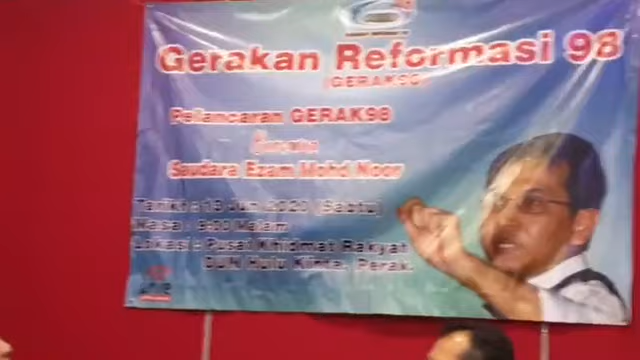 Gerakan Reformasi 98
(GERAK98)
Pelancaran GERAK98
Bersama
Saudara Ezam Mohd Noor
Tarikh : 13 Jun 2020 (Sabtu)
Masa : 9:00 Malam
Lokasi : Pusat Khidmat Rakyat
DUN Hulu Kinta, Perak.